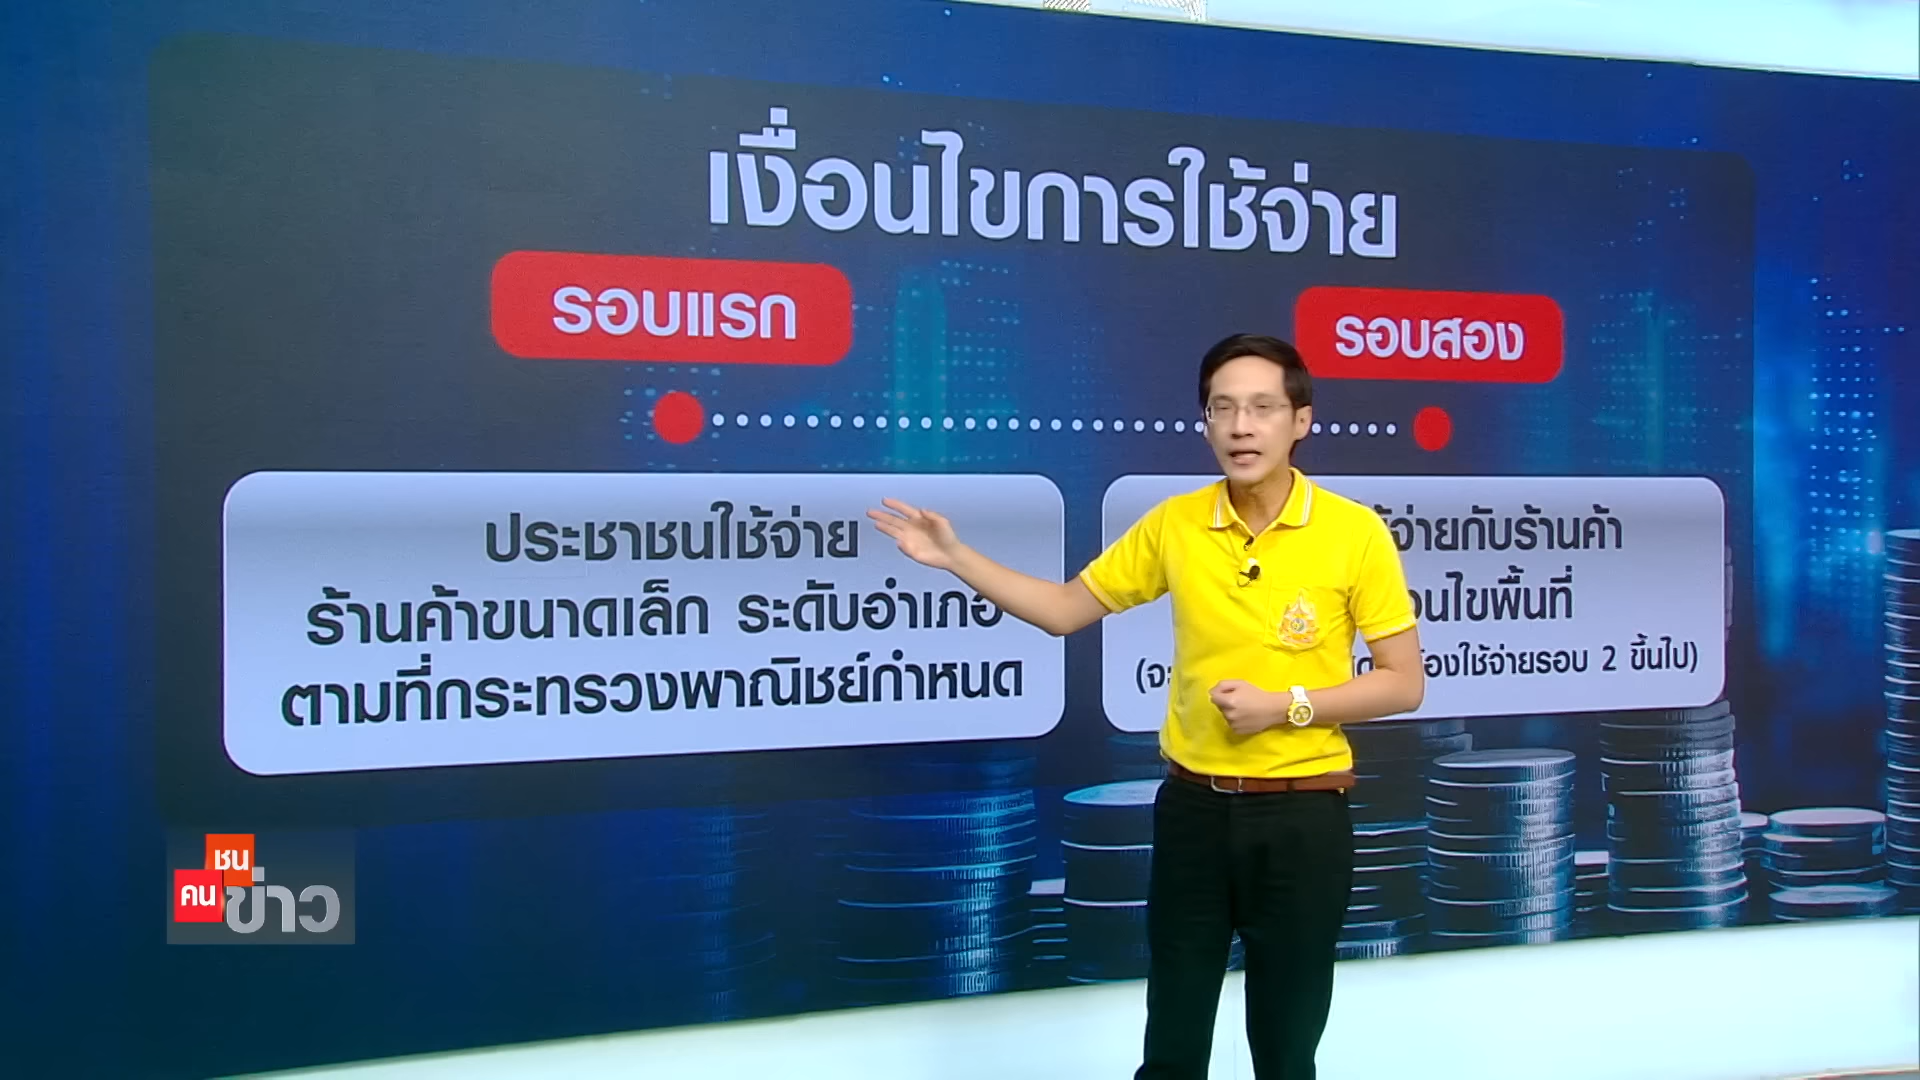 เงื่อนไขการใช้จ่าย
รอบแรก
รอบสอง
ประชาชนใช้จ่าย
ร้านค้าขนาดเล็ก ระดับอำเภอ
ตามที่กระทรวงพาณิชย์กำหนด
จ่ายกับร้านค้า
นไขพื้นที่
ใช้จ่ายรอบ 2 ขึ้นไป)
ชน
คน
ข่าว